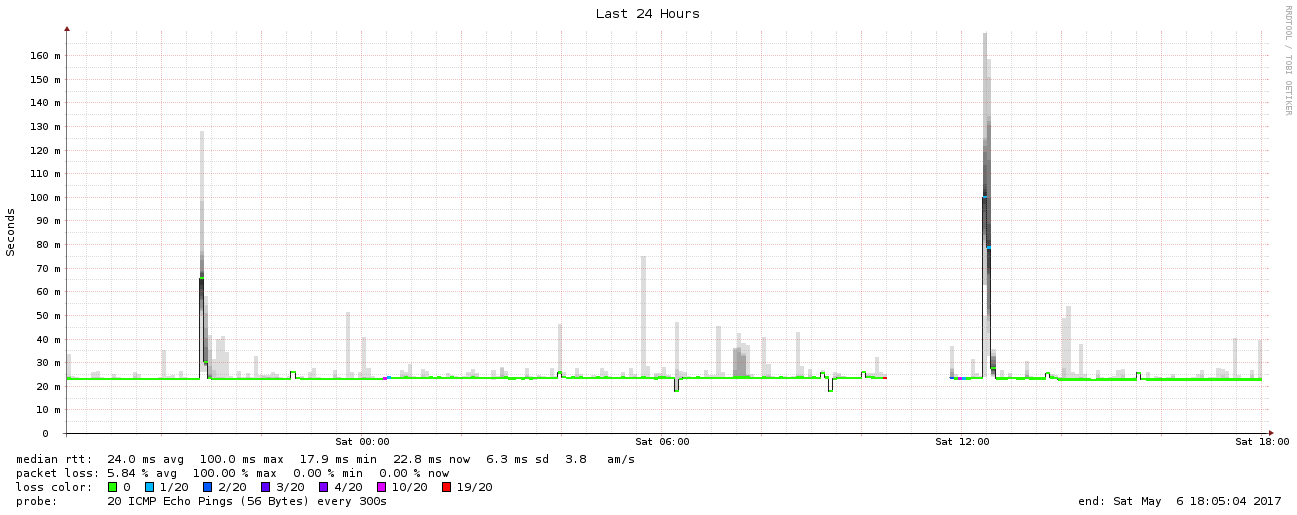 Last 24 Hours
RRDTOOL / TOBI OETIKER
Seconds
160 m
150 m
140 m
130 m
120 m
110 m
100 m
90 m
80 m
70 m
60 m
50 m
40 m
30 m
20 m
10 m
0
Sat 00:00 Sat 06:00 Sat 12:00 Sat 18:00
median rtt: 24.0 ms avg 100.0 ms max 17.9 ms min 22.8 ms now 6.3 ms sd 3.8 am/s
packet loss: 5.84 % avg 100.00 % max 0.00 % min 0.00 % now
loss color: 0 1/20 2/20 3/20 4/20 10/20 19/20
probe: 20 ICMP Echo Pings (56 Bytes) every 300s end: Sat May 6 18:05:04 2017